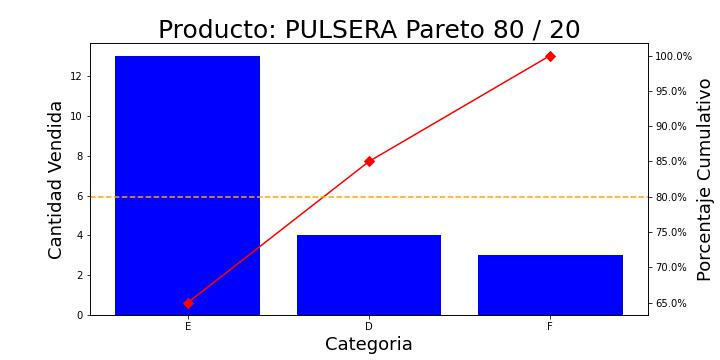 Producto: PULSERA Pareto 80 / 20
Cantidad Vendida
12
10
8
6
4
2
0
E
D
F
Categoria
100.0%
95.0%
90.0%
85.0%
80.0%
75.0%
70.0%
65.0%
Porcentaje Cumulativo